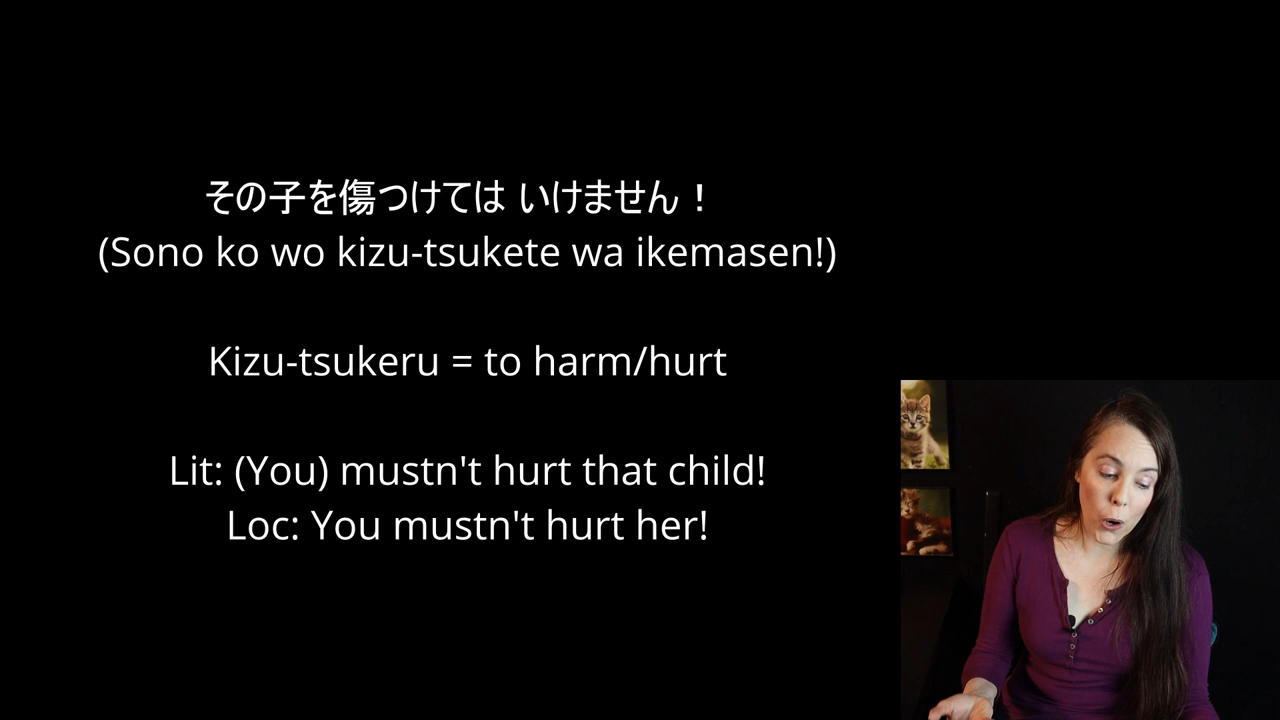 その子を傷つけては いけません！
(Sono ko wo kizu-tsukete wa ikemasen!)
Kizu-tsukeru = to harm/hurt
Lit: (You) mustn't hurt that child!
Loc: You mustn't hurt her!